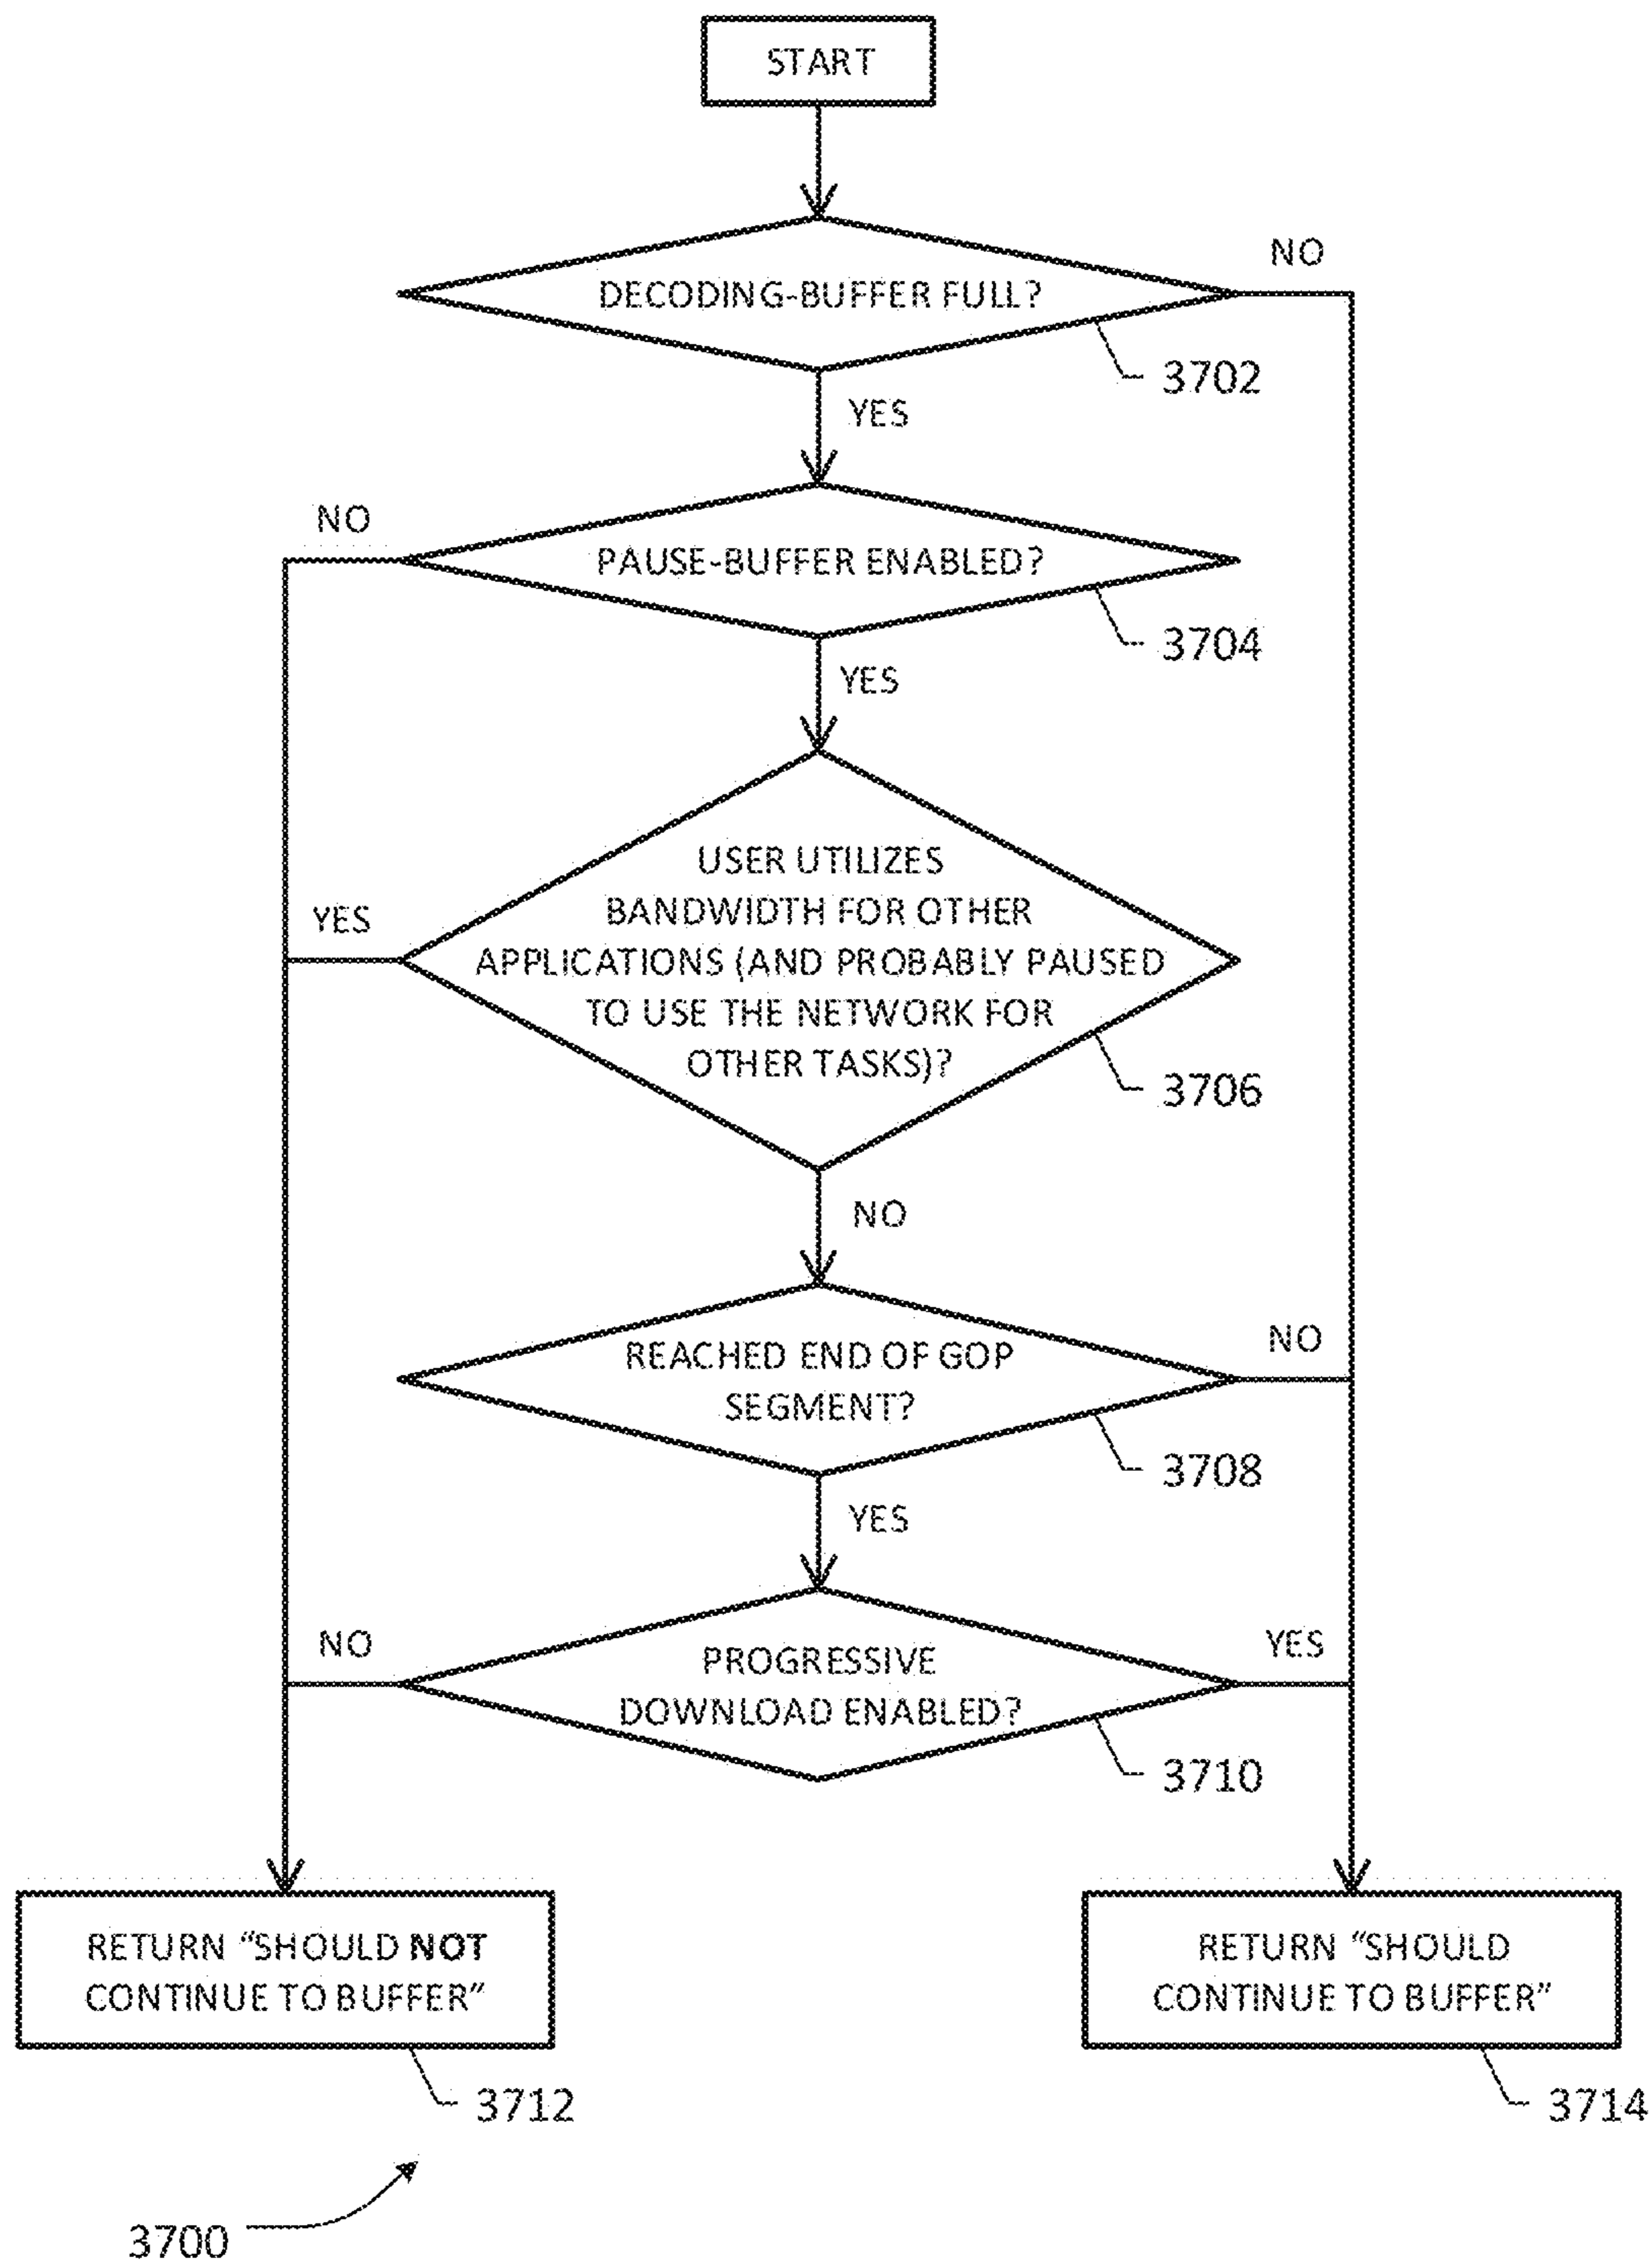 START
DECODING-BUFFER FULL?
NO
3702
YES
NO
PAUSE-BUFFER ENABLED?
3704
YES
USER UTILIZES
BANDWIDTH FOR OTHER
YES
APPLICATIONS (AND PROBABLY PAUSED
TO USE THE NETWORK FOR
OTHER TASKS)?
3706
NO
REACHED END OF GOP
SEGMENT?
NO
3708
YES
NO
PROGRESSIVE
DOWNLOAD ENABLED?
YES
3710
RETURN “SHOULD NOT
CONTINUE TO BUFFER”
3712
RETURN “SHOULD
CONTINUE TO BUFFER”
3714
3700